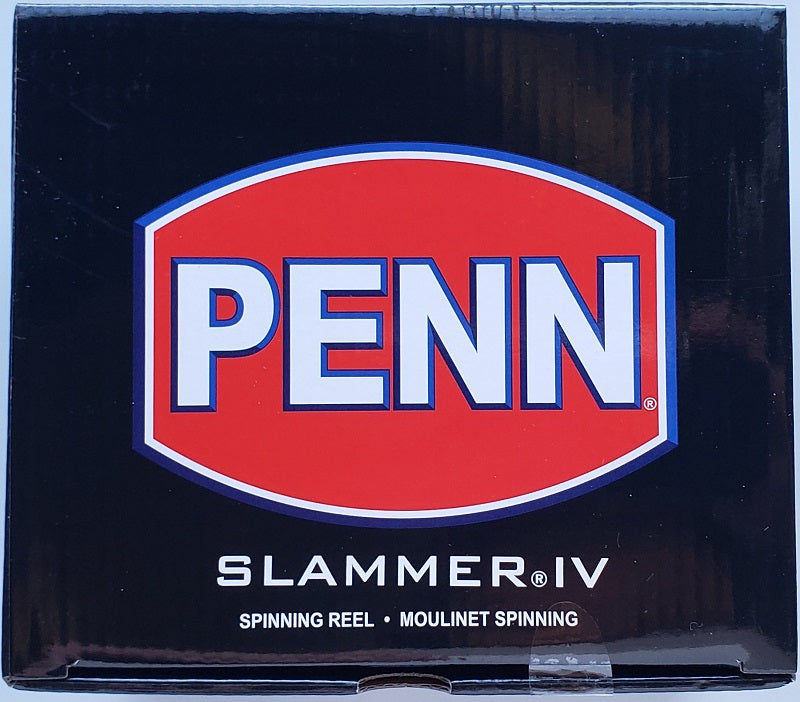 PENN®
SLAMMER®IV
SPINNING REEL • MOULINET SPINNING